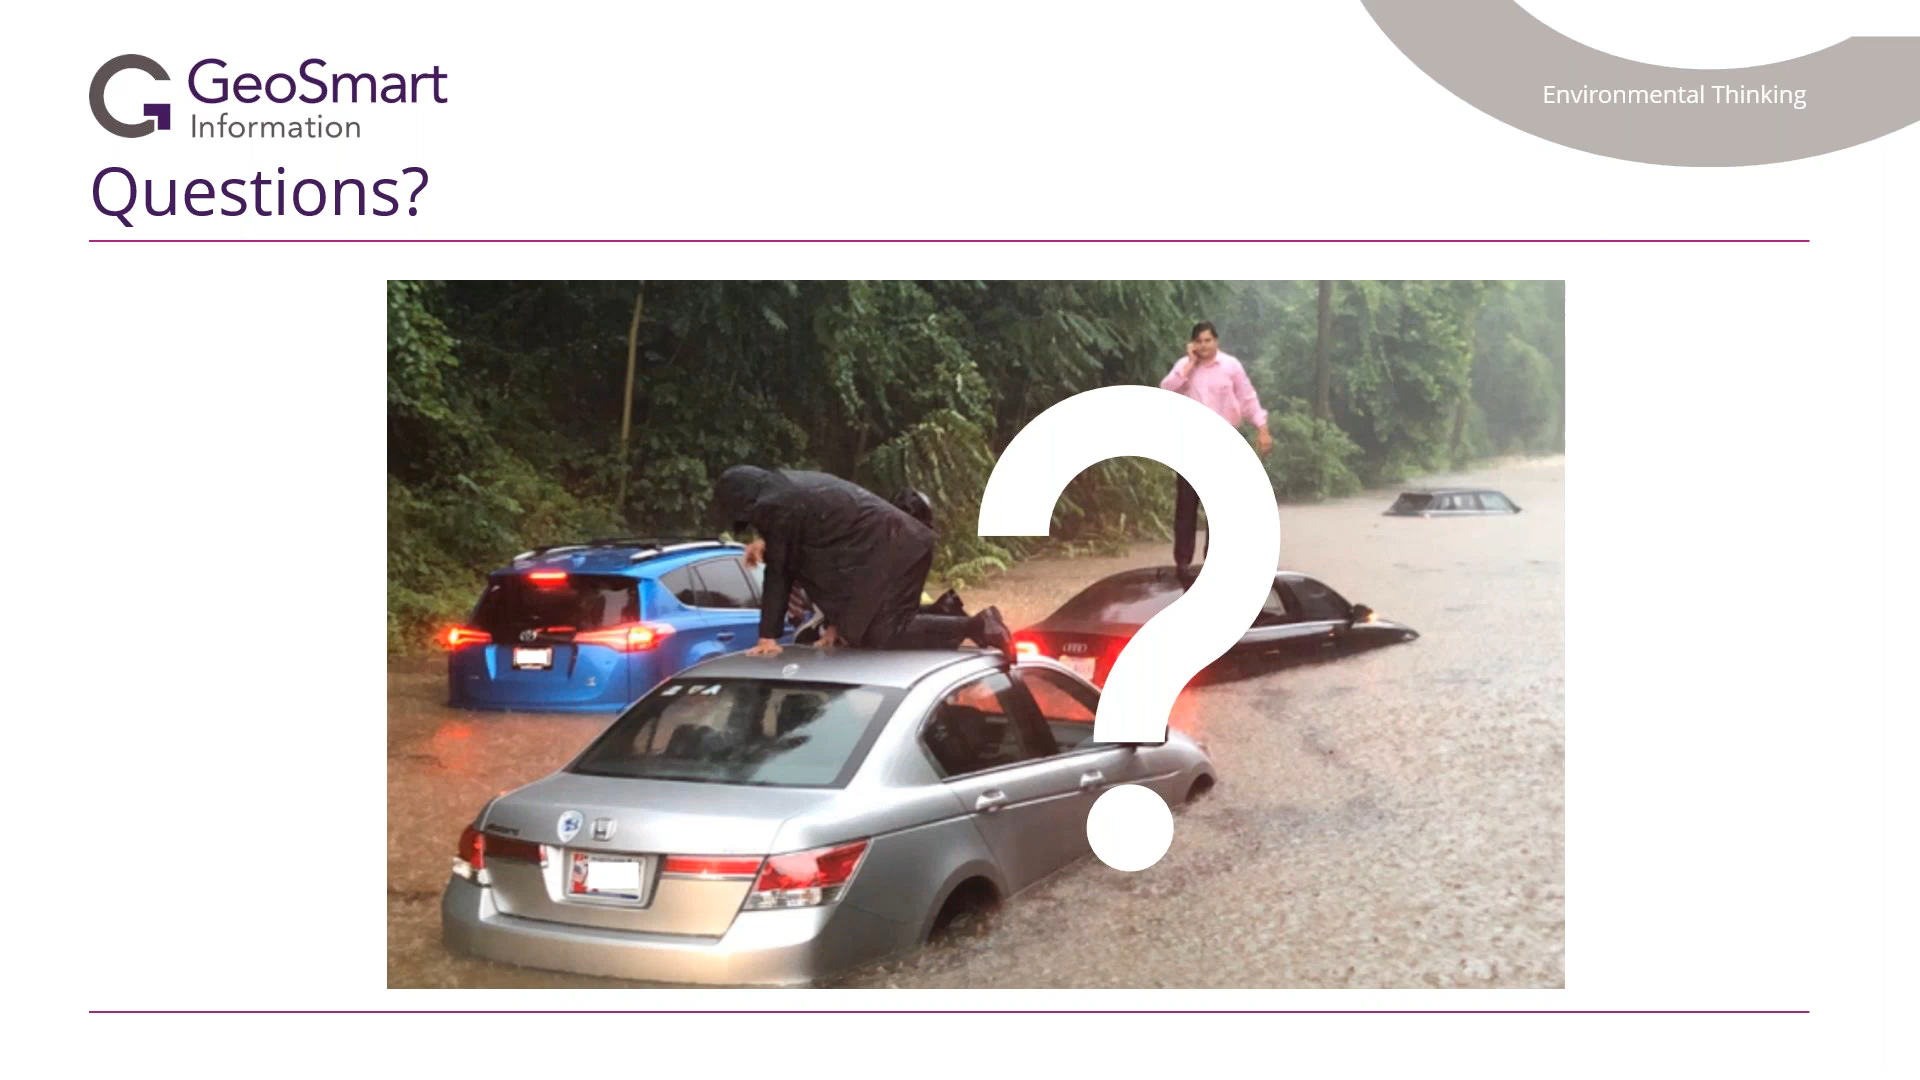 GeoSmart
Information
Environmental Thinking
Questions?
?